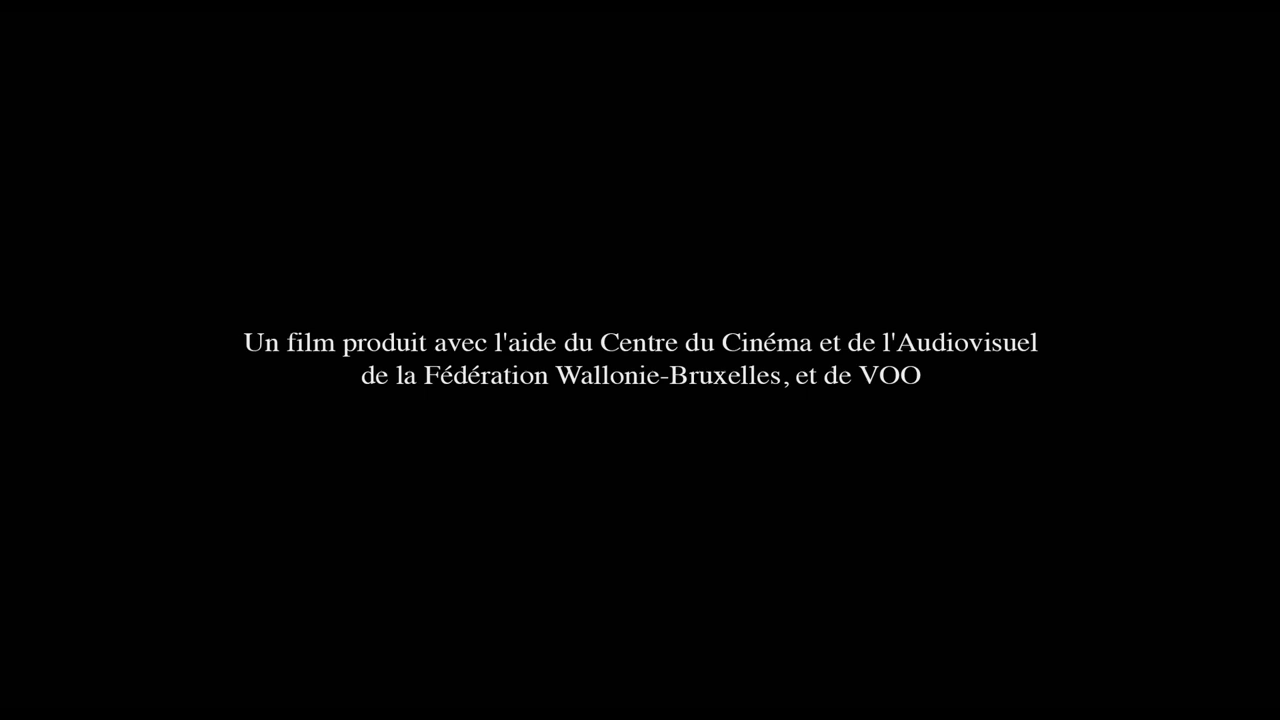 Un film produit avec l'aide du Centre du Cinéma et de l'Audiovisuel
de la Fédération Wallonie-Bruxelles, et de VOO